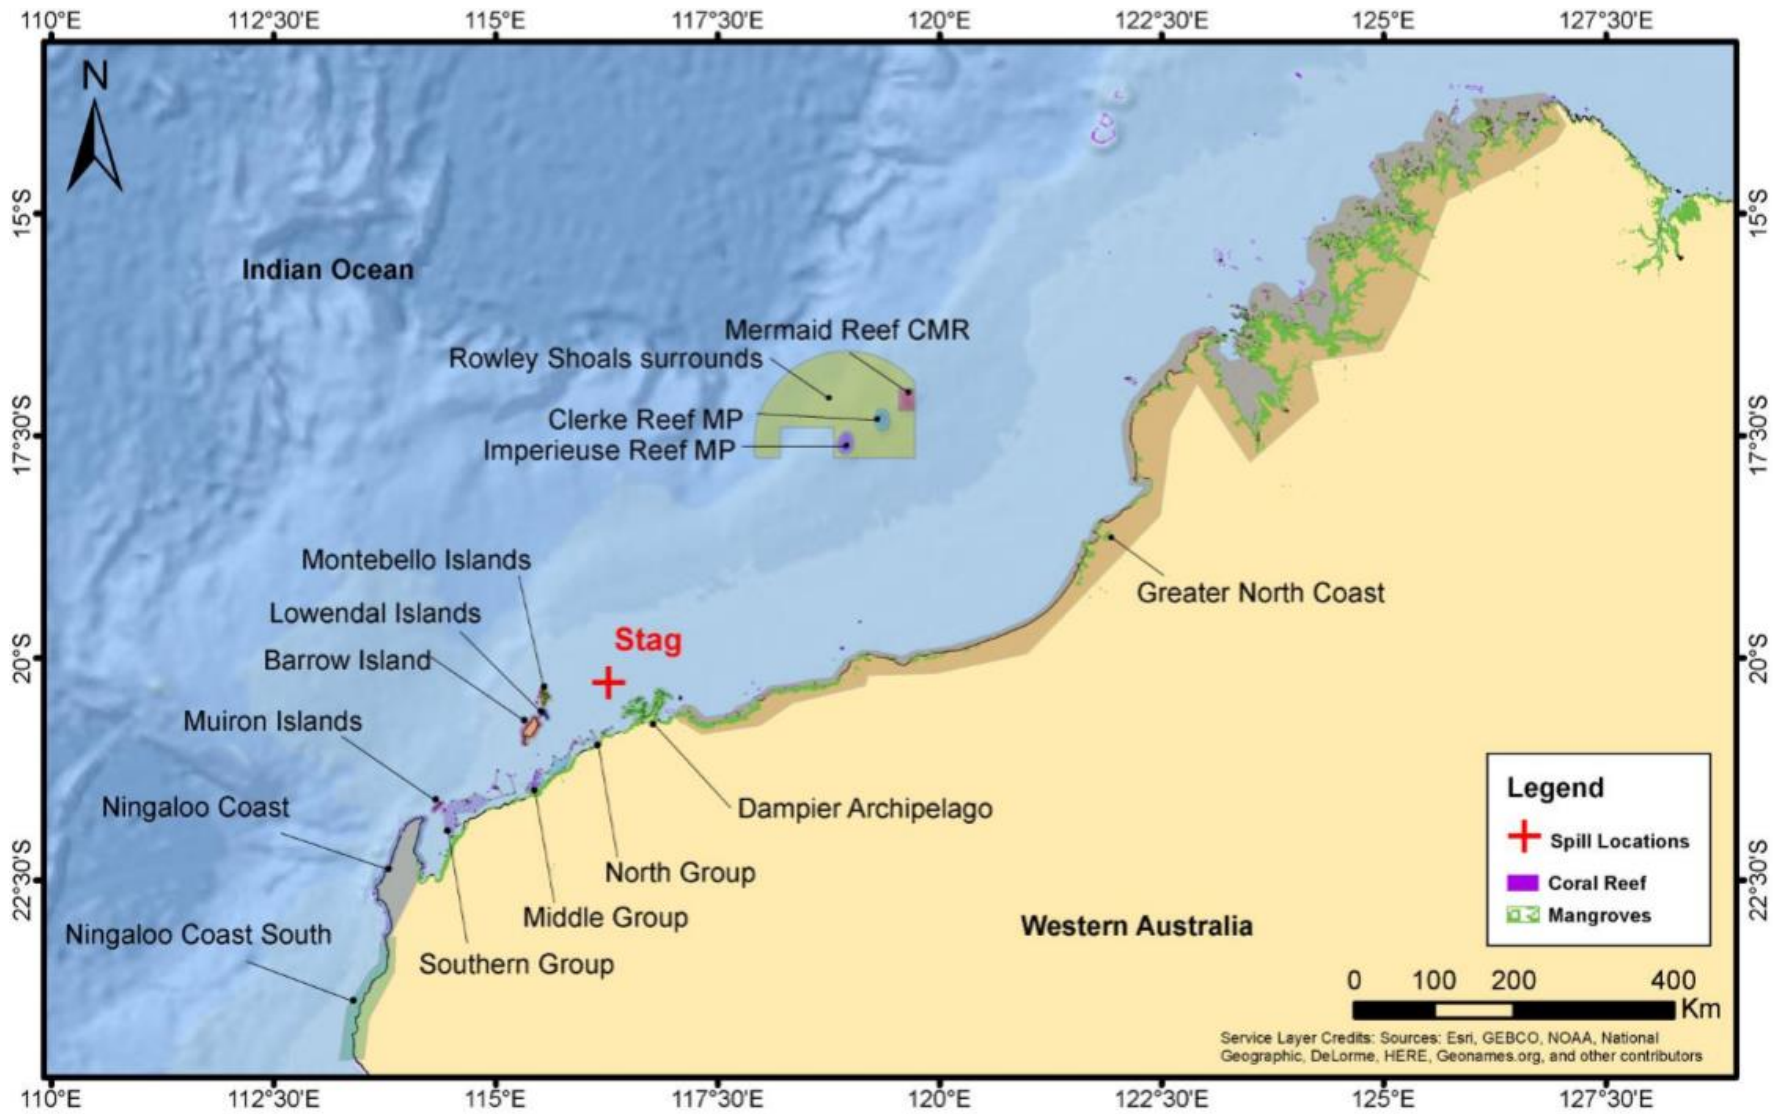 110°E 112°30'E 115°E 117°30'E 120°E 122°30'E 125°E 127°30'E
N
15°S
15°S
Indian Ocean
Mermaid Reef CMR
Rowley Shoals surrounds
Clerke Reef MP
Imperieuse Reef MP
17°30'S
17°30'S
Montebello Islands
Greater North Coast
Lowendal Islands
Stag
Barrow Island
20°S
20°S
Muiron Islands
Ningaloo Coast
Dampier Archipelago
North Group
Middle Group
22°30'S
22°30'S
Ningaloo Coast South
Southern Group
Western Australia
Legend
Spill Locations
Coral Reef
Mangroves
0 100 200 400
Km
Service Layer Credits: Sources: Esri, GEBCO, NOAA, National
Geographic, DeLorme, HERE, Geonames.org, and other contributors
110°E 112°30'E 115°E 117°30'E 120°E 122°30'E 125°E 127°30'E